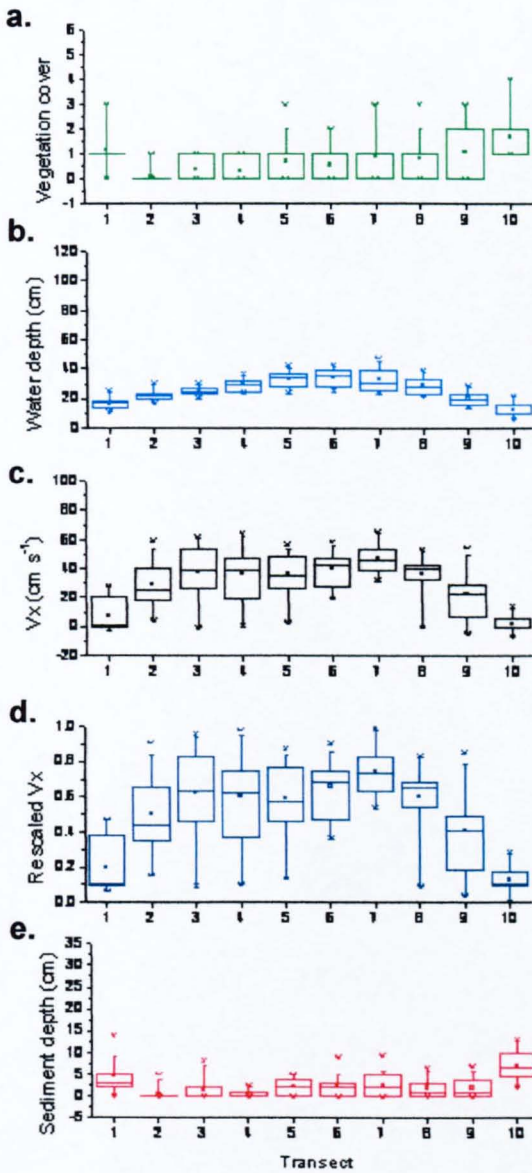 a.
Vegetation cover
6
5
4
3
2
1
0
-1
1 2 3 4 5 6 7 8 9 10
b.
Water depth (cm)
120
100
80
60
40
20
0
1 2 3 4 5 6 7 8 9 10
c.
Vx (cm s⁻¹)
100
80
60
40
20
0
-20
1 2 3 4 5 6 7 8 9 10
d.
Rescaled Vx
1.0
0.8
0.6
0.4
0.2
0.0
1 2 3 4 5 6 7 8 9 10
e.
Sediment depth (cm)
35
30
25
20
15
10
5
0
-5
1 2 3 4 5 6 7 8 9 10
Transect